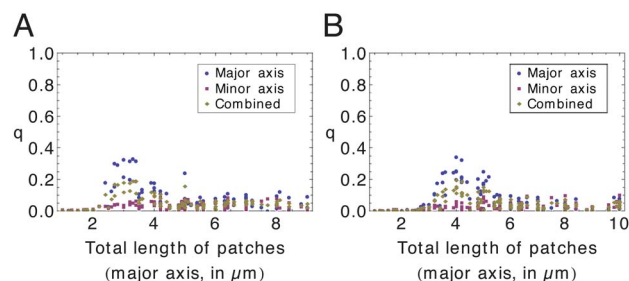 A
B
1.0
0.8
0.6
0.4
0.2
0.0
q
Major axis
Minor axis
Combined
2 4 6 8
Total length of patches
(major axis, in μm)
1.0
0.8
0.6
0.4
0.2
0.0
q
Major axis
Minor axis
Combined
2 4 6 8 10
Total length of patches
(major axis, in μm)